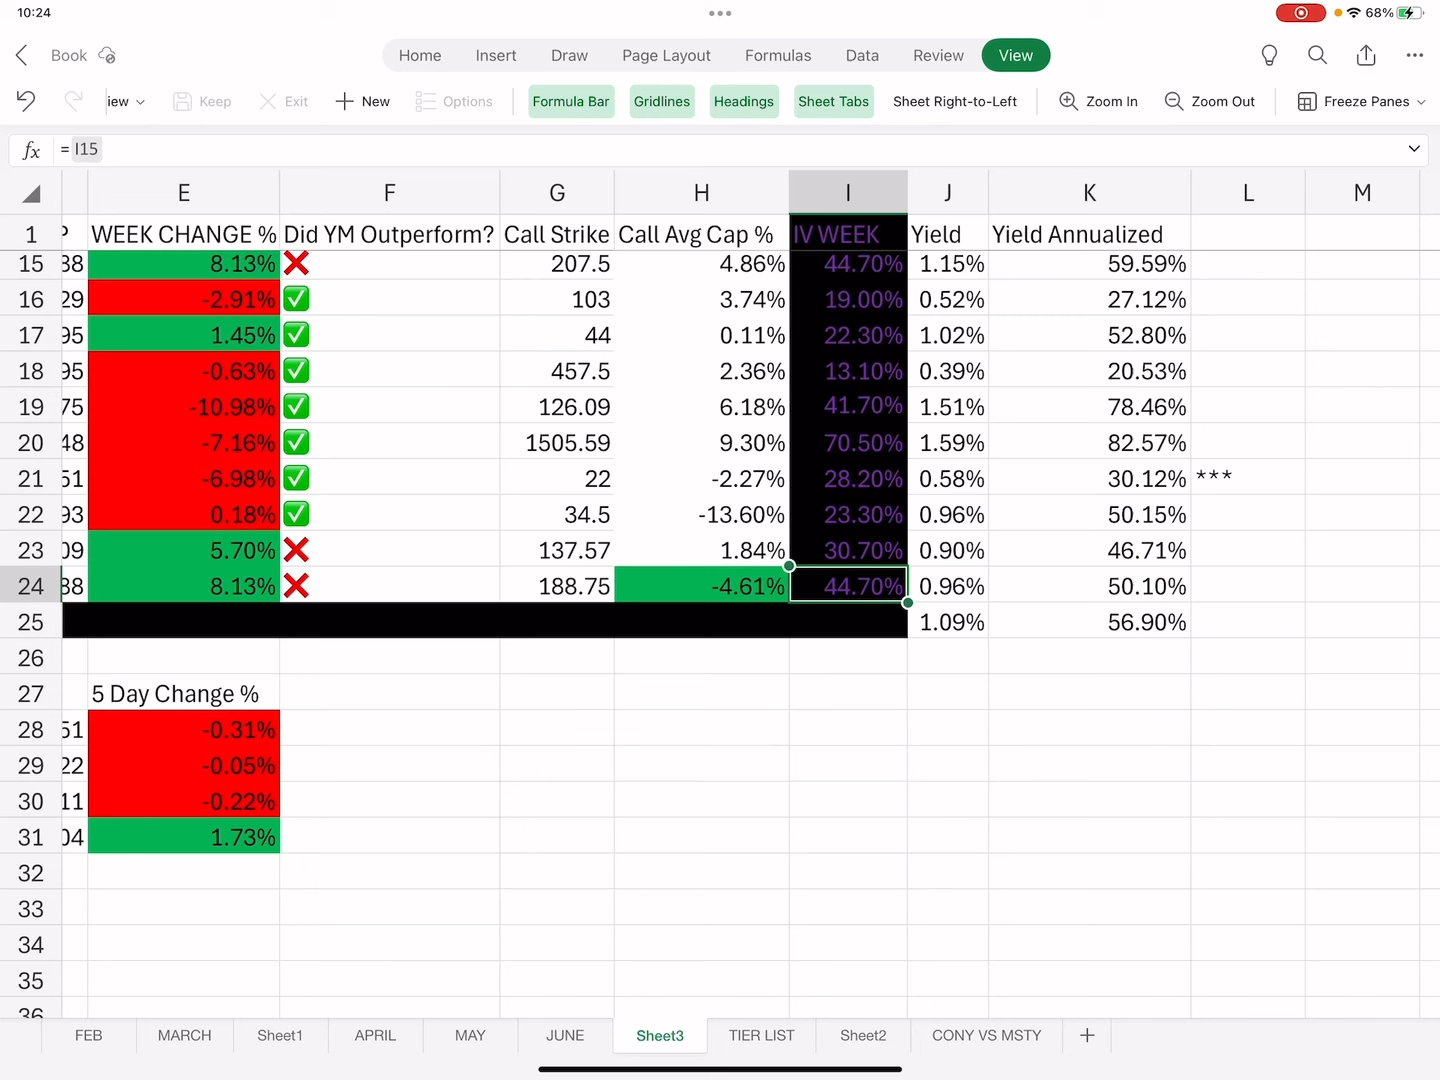 10:24
68%
Book
Home Insert Draw Page Layout Formulas Data Review View
iew Keep Exit New Options Formula Bar Gridlines Headings Sheet Tabs Sheet Right-to-Left Zoom In Zoom Out Freeze Panes
fx = I15
E F G H I J K L M
1 WEEK CHANGE % Did YM Outperform? Call Strike Call Avg Cap % IV WEEK Yield Yield Annualized
15 38 8.13% ❌ 207.5 4.86% 44.70% 1.15% 59.59%
16 29 -2.91% ✅ 103 3.74% 19.00% 0.52% 27.12%
17 95 1.45% ✅ 44 0.11% 22.30% 1.02% 52.80%
18 95 -0.63% ✅ 457.5 2.36% 13.10% 0.39% 20.53%
19 75 -10.98% ✅ 126.09 6.18% 41.70% 1.51% 78.46%
20 48 -7.16% ✅ 1505.59 9.30% 70.50% 1.59% 82.57%
21 51 -6.98% ✅ 22 -2.27% 28.20% 0.58% 30.12% ***
22 93 0.18% ✅ 34.5 -13.60% 23.30% 0.96% 50.15%
23 09 5.70% ❌ 137.57 1.84% 30.70% 0.90% 46.71%
24 38 8.13% ❌ 188.75 -4.61% 44.70% 0.96% 50.10%
25 1.09% 56.90%
26
27 5 Day Change %
28 51 -0.31%
29 22 -0.05%
30 11 -0.22%
31 04 1.73%
32
33
34
35
36
FEB MARCH Sheet1 APRIL MAY JUNE Sheet3 TIER LIST Sheet2 CONY VS MSTY +